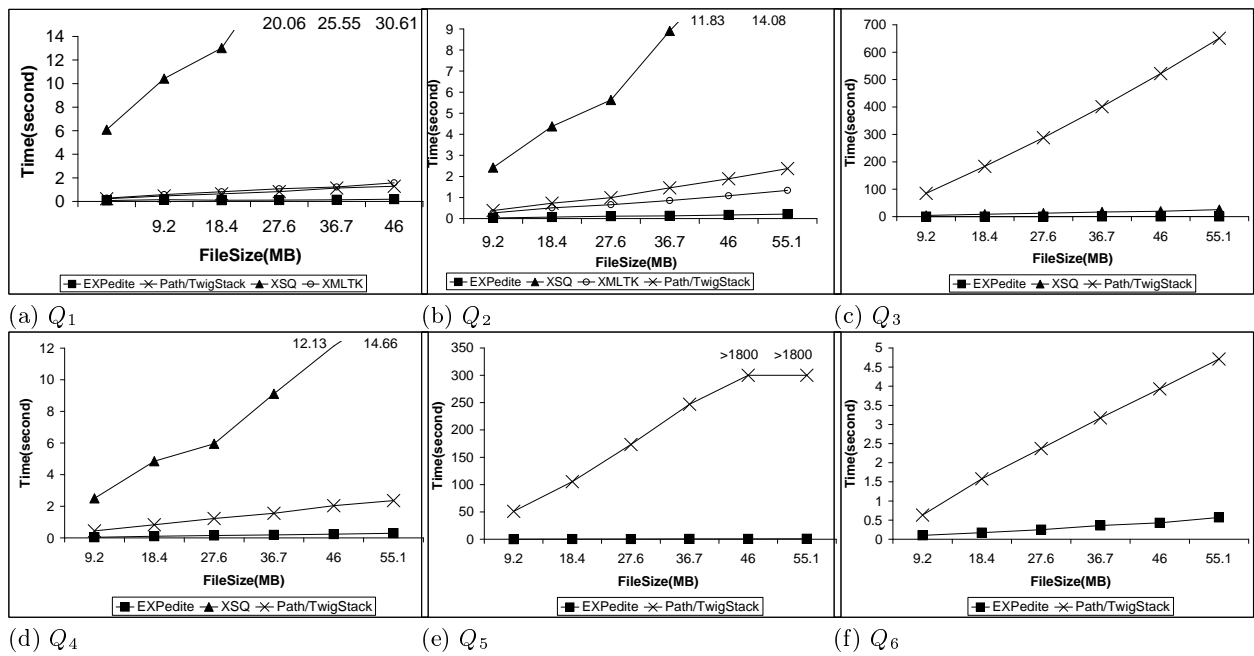 20.06 25.55 30.61
14
12
10
8
6
4
2
0
Time(second)
9.2 18.4 27.6 36.7 46
FileSize(MB)
EXPedite Path/TwigStack XSQ XMLTK
(a) Q1
11.83 14.08
9
8
7
6
5
4
3
2
1
0
Time(second)
9.2 18.4 27.6 36.7 46 55.1
FileSize(MB)
EXPedite XSQ XMLTK Path/TwigStack
(b) Q2
700
600
500
400
300
200
100
0
Time(second)
9.2 18.4 27.6 36.7 46 55.1
FileSize(MB)
EXPedite XSQ Path/TwigStack
(c) Q3
12.13 14.66
12
10
8
6
4
2
0
Time(second)
9.2 18.4 27.6 36.7 46 55.1
FileSize(MB)
EXPedite XSQ Path/TwigStack
(d) Q4
>1800 >1800
350
300
250
200
150
100
50
0
Time(second)
9.2 18.4 27.6 36.7 46 55.1
FileSize(MB)
EXPedite Path/TwigStack
(e) Q5
5
4.5
4
3.5
3
2.5
2
1.5
1
0.5
0
Time(second)
9.2 18.4 27.6 36.7 46 55.1
FileSize(MB)
EXPedite Path/TwigStack
(f) Q6